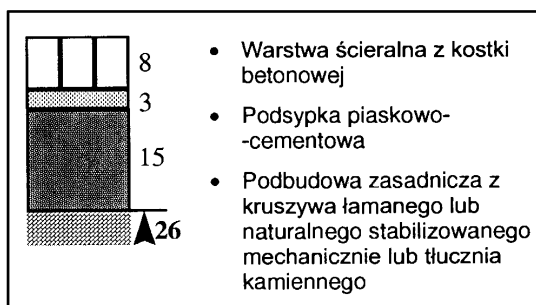 8
3
15
26
• Warstwa ścieralna z kostki
betonowej
• Podsypka piaskowo-
-cementowa
• Podbudowa zasadnicza z
kruszywa łamanego lub
naturalnego stabilizowanego
mechanicznie lub tłucznia
kamiennego